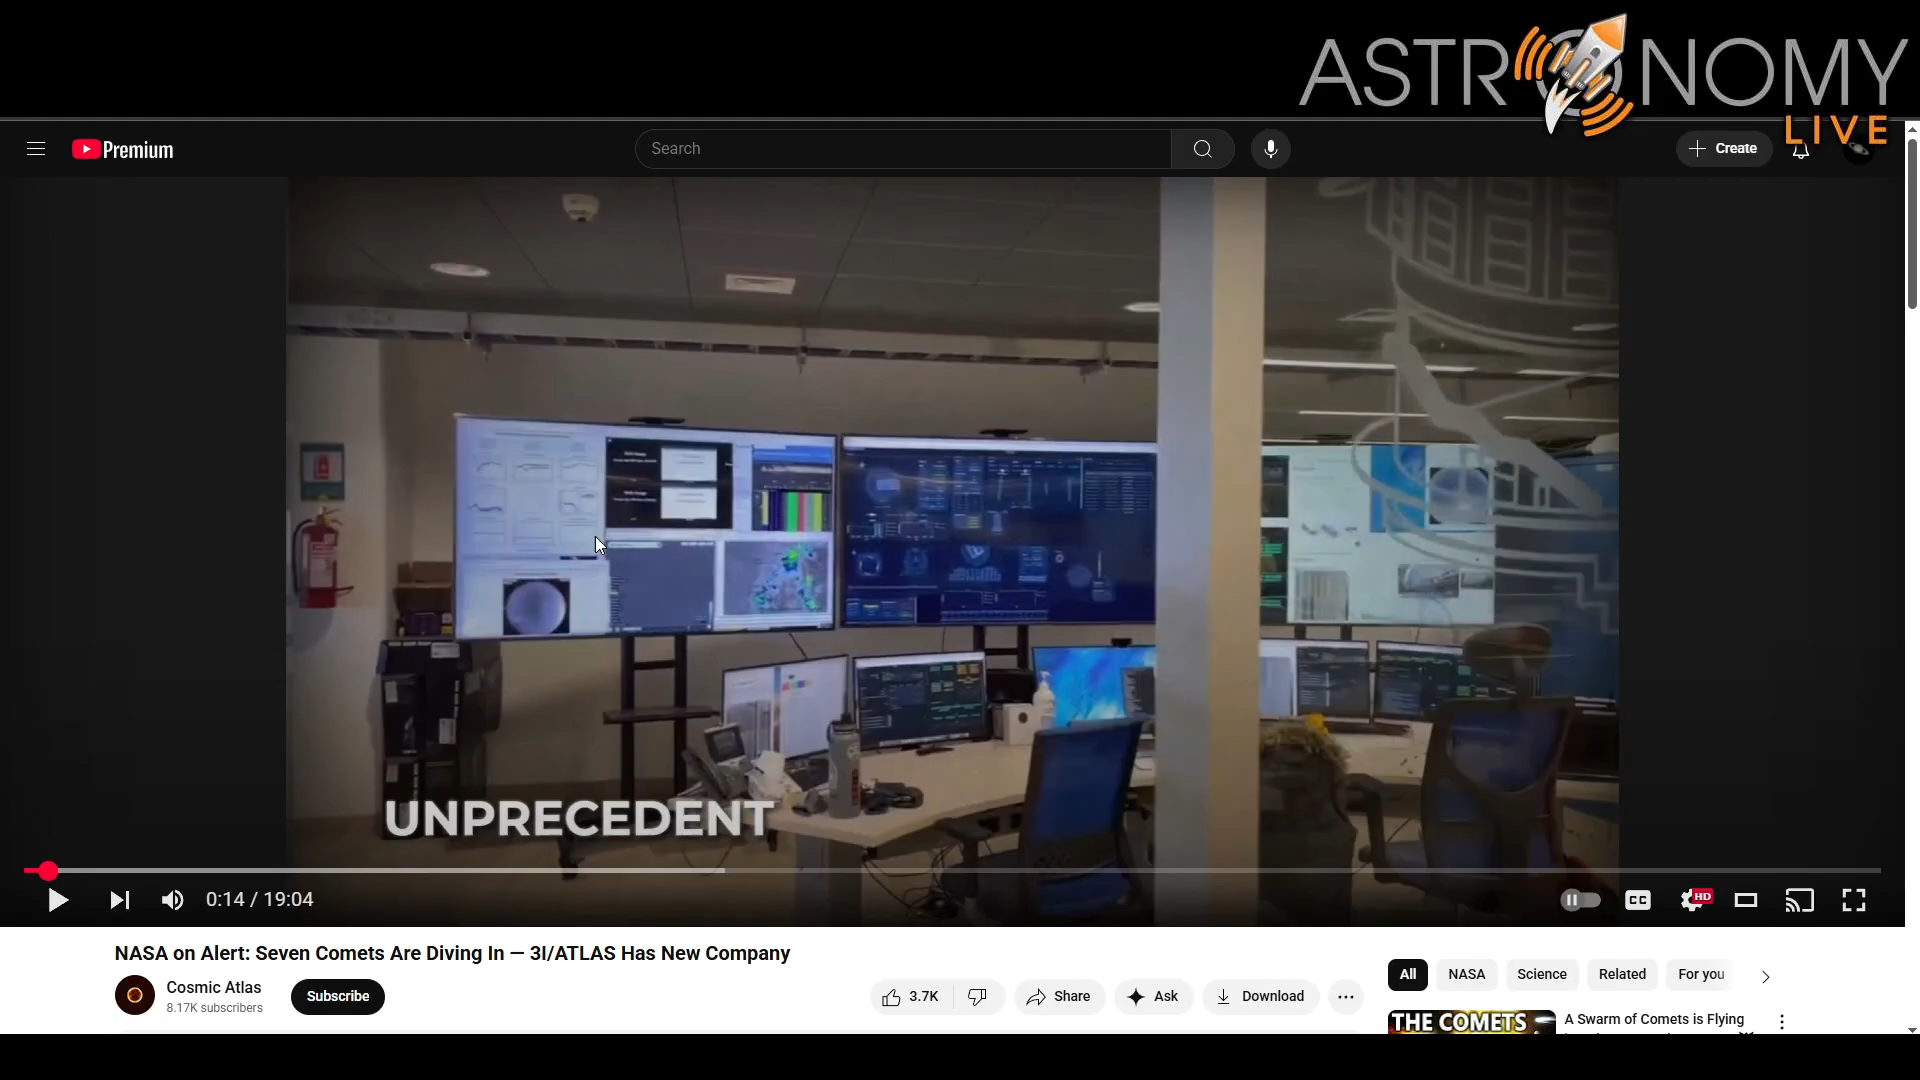 ASTRONOMY
LIVE
Premium
Search
Create
UNPRECEDENT
0:14 / 19:04
CC
HD
NASA on Alert: Seven Comets Are Diving In — 3I/ATLAS Has New Company
Cosmic Atlas
8.17K subscribers
Subscribe
3.7K
Share
Ask
Download
All
NASA
Science
Related
For you
THE COMETS
A Swarm of Comets is Flying